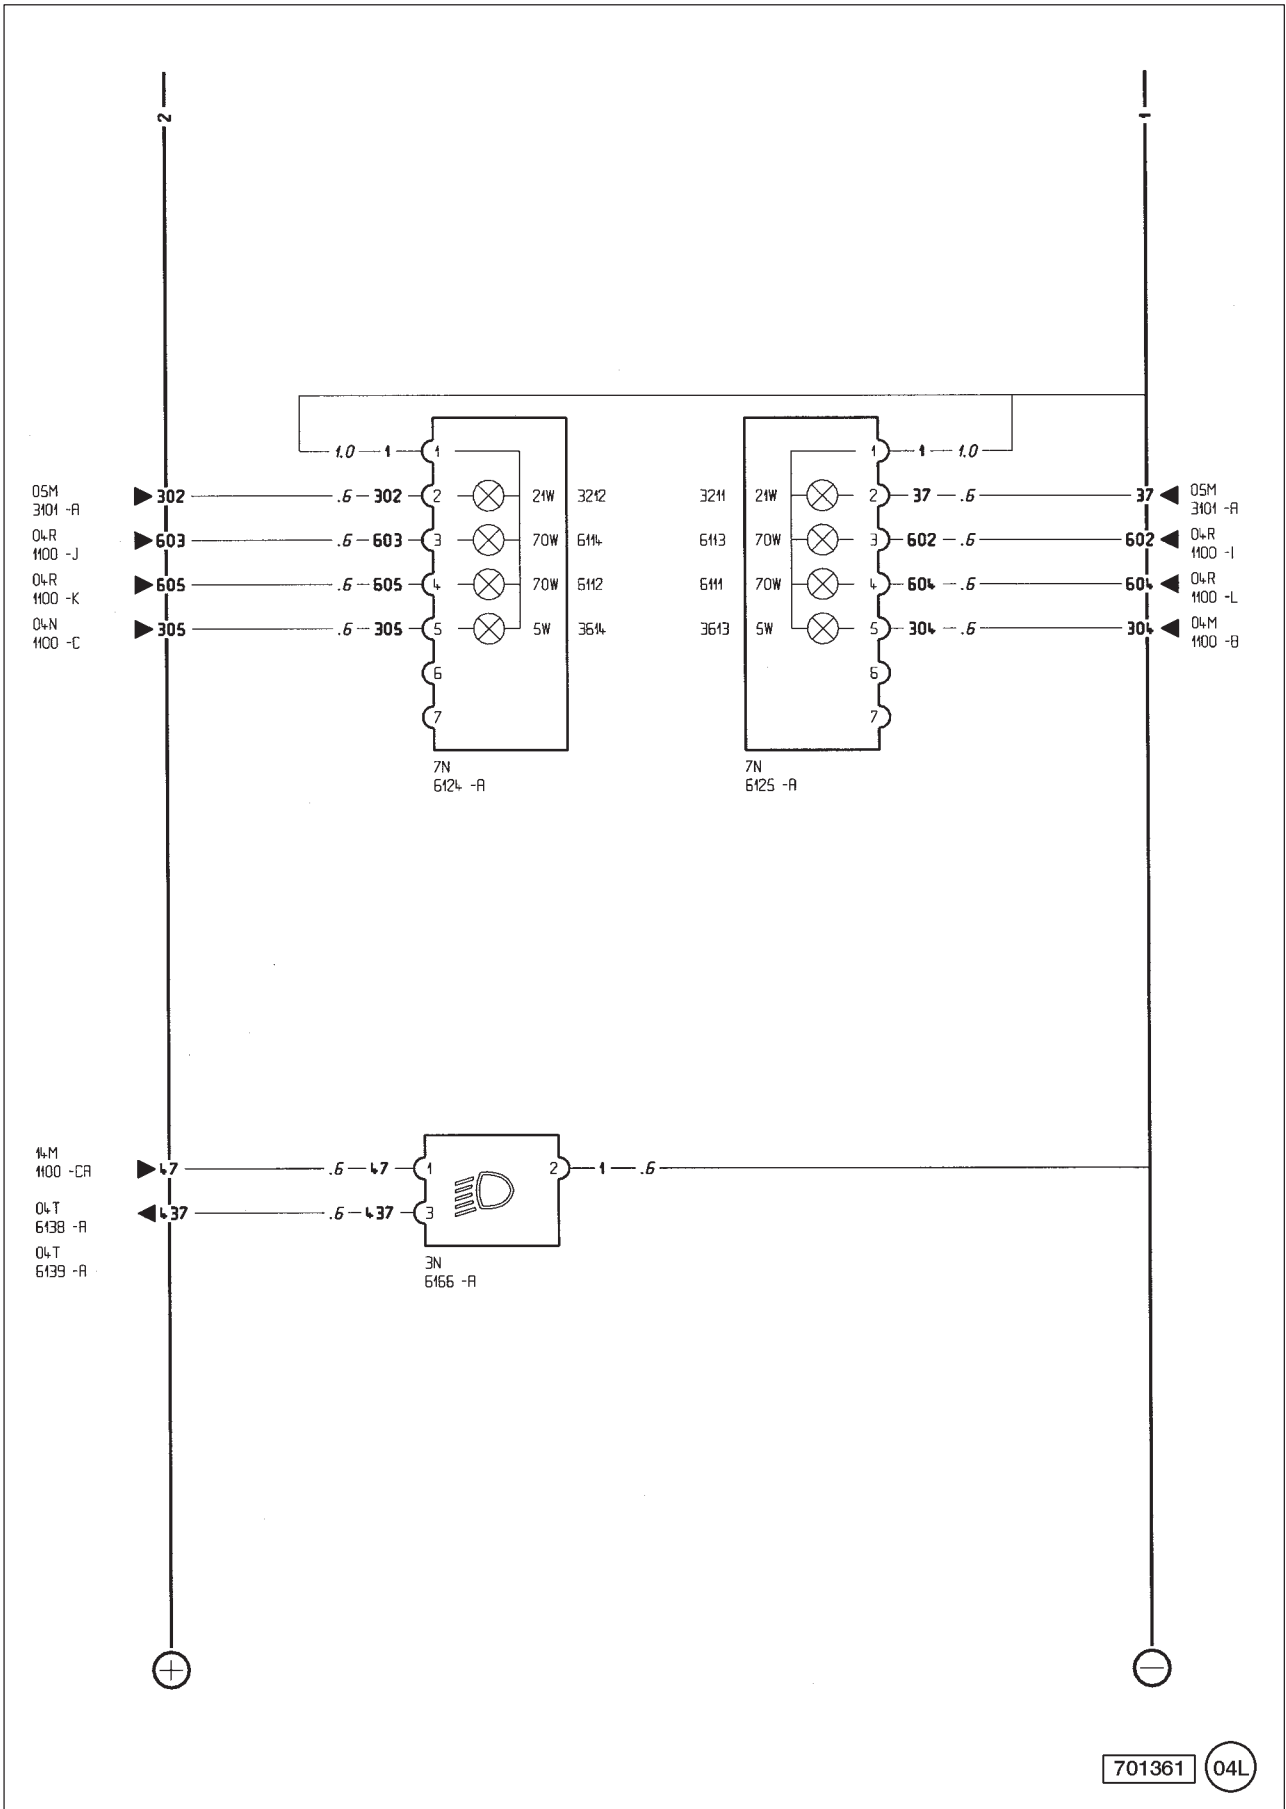 2
1
1.0 1 1
1 1 1.0
05M
3101 -A
302 .6 302 2 21W 3212
3211 21W 2 37 .6 37
05M
3101 -A
04R
1100 -J
603 .6 603 3 70W 6114
6113 70W 3 602 .6 602
04R
1100 -I
04R
1100 -K
605 .6 605 4 70W 6112
6111 70W 4 604 .6 604
04R
1100 -L
04N
1100 -C
305 .6 305 5 5W 3614
3613 5W 5 304 .6 304
04M
1100 -B
6
6
7
7
7N
6124 -A
7N
6125 -A
14M
1100 -CA
47 .6 47 1
2 1 .6
04T
6138 -A
437 .6 437 3
04T
6139 -A
3N
6166 -A
+
−
701361 04L